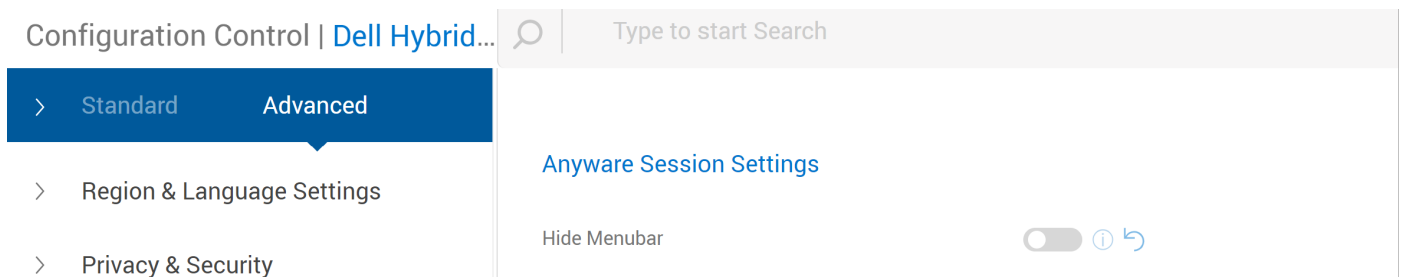 Configuration Control | Dell Hybrid...
Type to start Search
Standard Advanced
Region & Language Settings
Privacy & Security
Anyware Session Settings
Hide Menubar